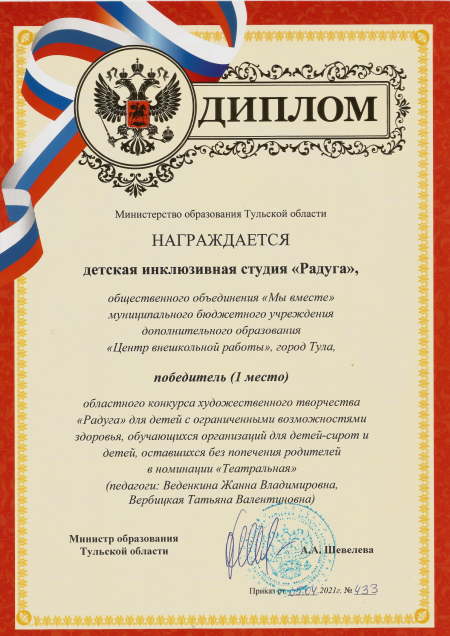 ДИПЛОМ
Министерство образования Тульской области
НАГРАЖДАЕТСЯ
детская инклюзивная студия «Радуга»,
общественного объединения «Мы вместе»
муниципального бюджетного учреждения
дополнительного образования
«Центр внешкольной работы», город Тула,
победитель (1 место)
областного конкурса художественного творчества
«Радуга» для детей с ограниченными возможностями
здоровья, обучающихся организаций для детей-сирот и
детей, оставшихся без попечения родителей
в номинации «Театральная»
(педагоги: Веденкина Жанна Владимировна,
Вербицкая Татьяна Валентиновна)
Министр образования
Тульской области
А.А. Шевелева
Приказ от .04.2021г. № 433